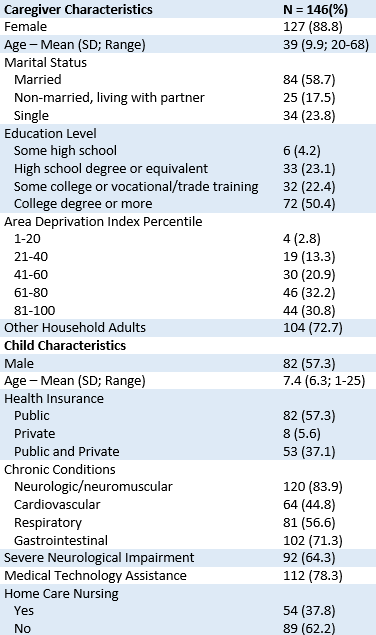 Caregiver Characteristics N = 146(%)
Female 127 (88.8)
Age – Mean (SD; Range) 39 (9.9; 20-68)
Marital Status
Married 84 (58.7)
Non-married, living with partner 25 (17.5)
Single 34 (23.8)
Education Level
Some high school 6 (4.2)
High school degree or equivalent 33 (23.1)
Some college or vocational/trade training 32 (22.4)
College degree or more 72 (50.4)
Area Deprivation Index Percentile
1-20 4 (2.8)
21-40 19 (13.3)
41-60 30 (20.9)
61-80 46 (32.2)
81-100 44 (30.8)
Other Household Adults 104 (72.7)
Child Characteristics
Male 82 (57.3)
Age – Mean (SD; Range) 7.4 (6.3; 1-25)
Health Insurance
Public 82 (57.3)
Private 8 (5.6)
Public and Private 53 (37.1)
Chronic Conditions
Neurologic/neuromuscular 120 (83.9)
Cardiovascular 64 (44.8)
Respiratory 81 (56.6)
Gastrointestinal 102 (71.3)
Severe Neurological Impairment 92 (64.3)
Medical Technology Assistance 112 (78.3)
Home Care Nursing
Yes 54 (37.8)
No 89 (62.2)